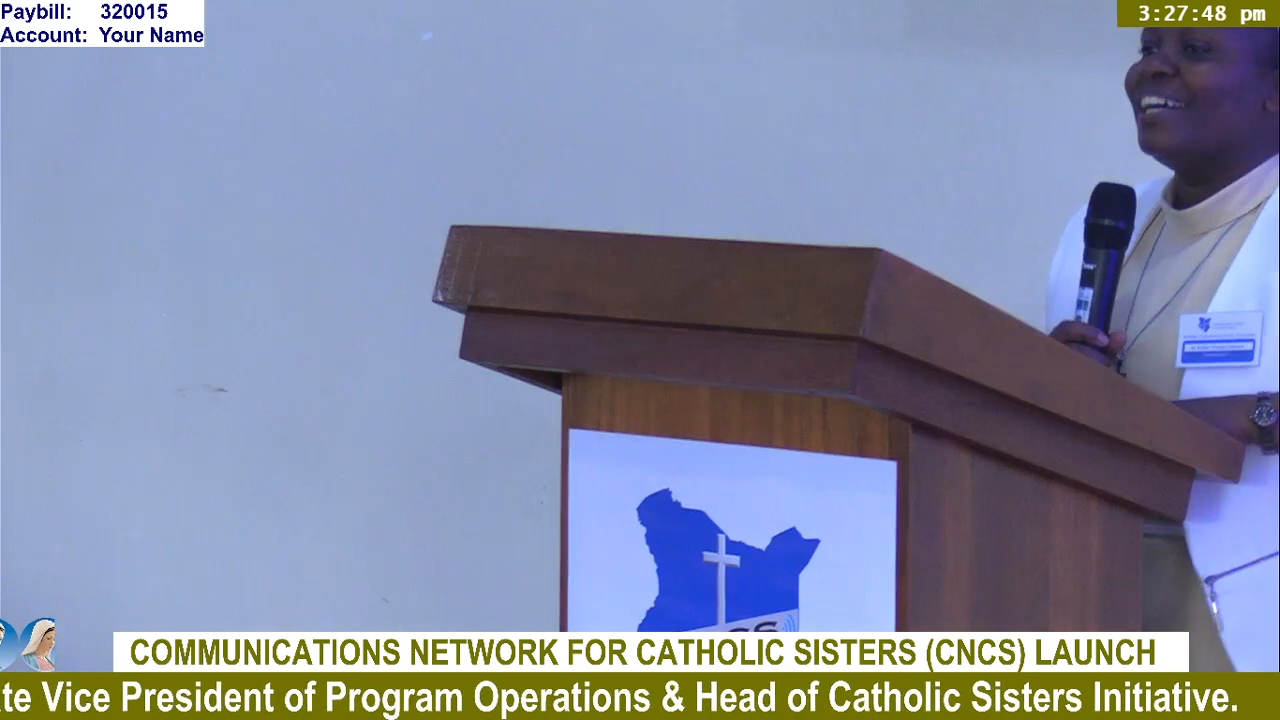 Paybill: 320015
Account: Your Name
3:27:48 pm
COMMUNICATIONS NETWORK FOR CATHOLIC SISTERS (CNCS) LAUNCH
te Vice President of Program Operations & Head of Catholic Sisters Initiative.